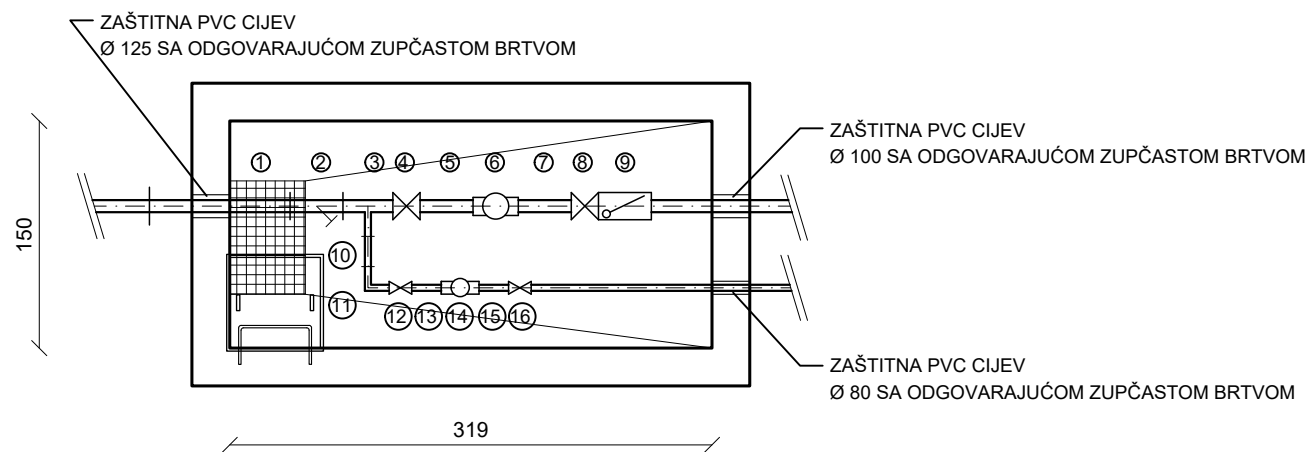 ZAŠTITNA PVC CIJEV
Ø 125 SA ODGOVARAJUĆOM ZUPČASTOM BRTVOM
ZAŠTITNA PVC CIJEV
Ø 100 SA ODGOVARAJUĆOM ZUPČASTOM BRTVOM
1 2 3 4 5 6 7 8 9
150
10
11
12 13 14 15 16
ZAŠTITNA PVC CIJEV
Ø 80 SA ODGOVARAJUĆOM ZUPČASTOM BRTVOM
319